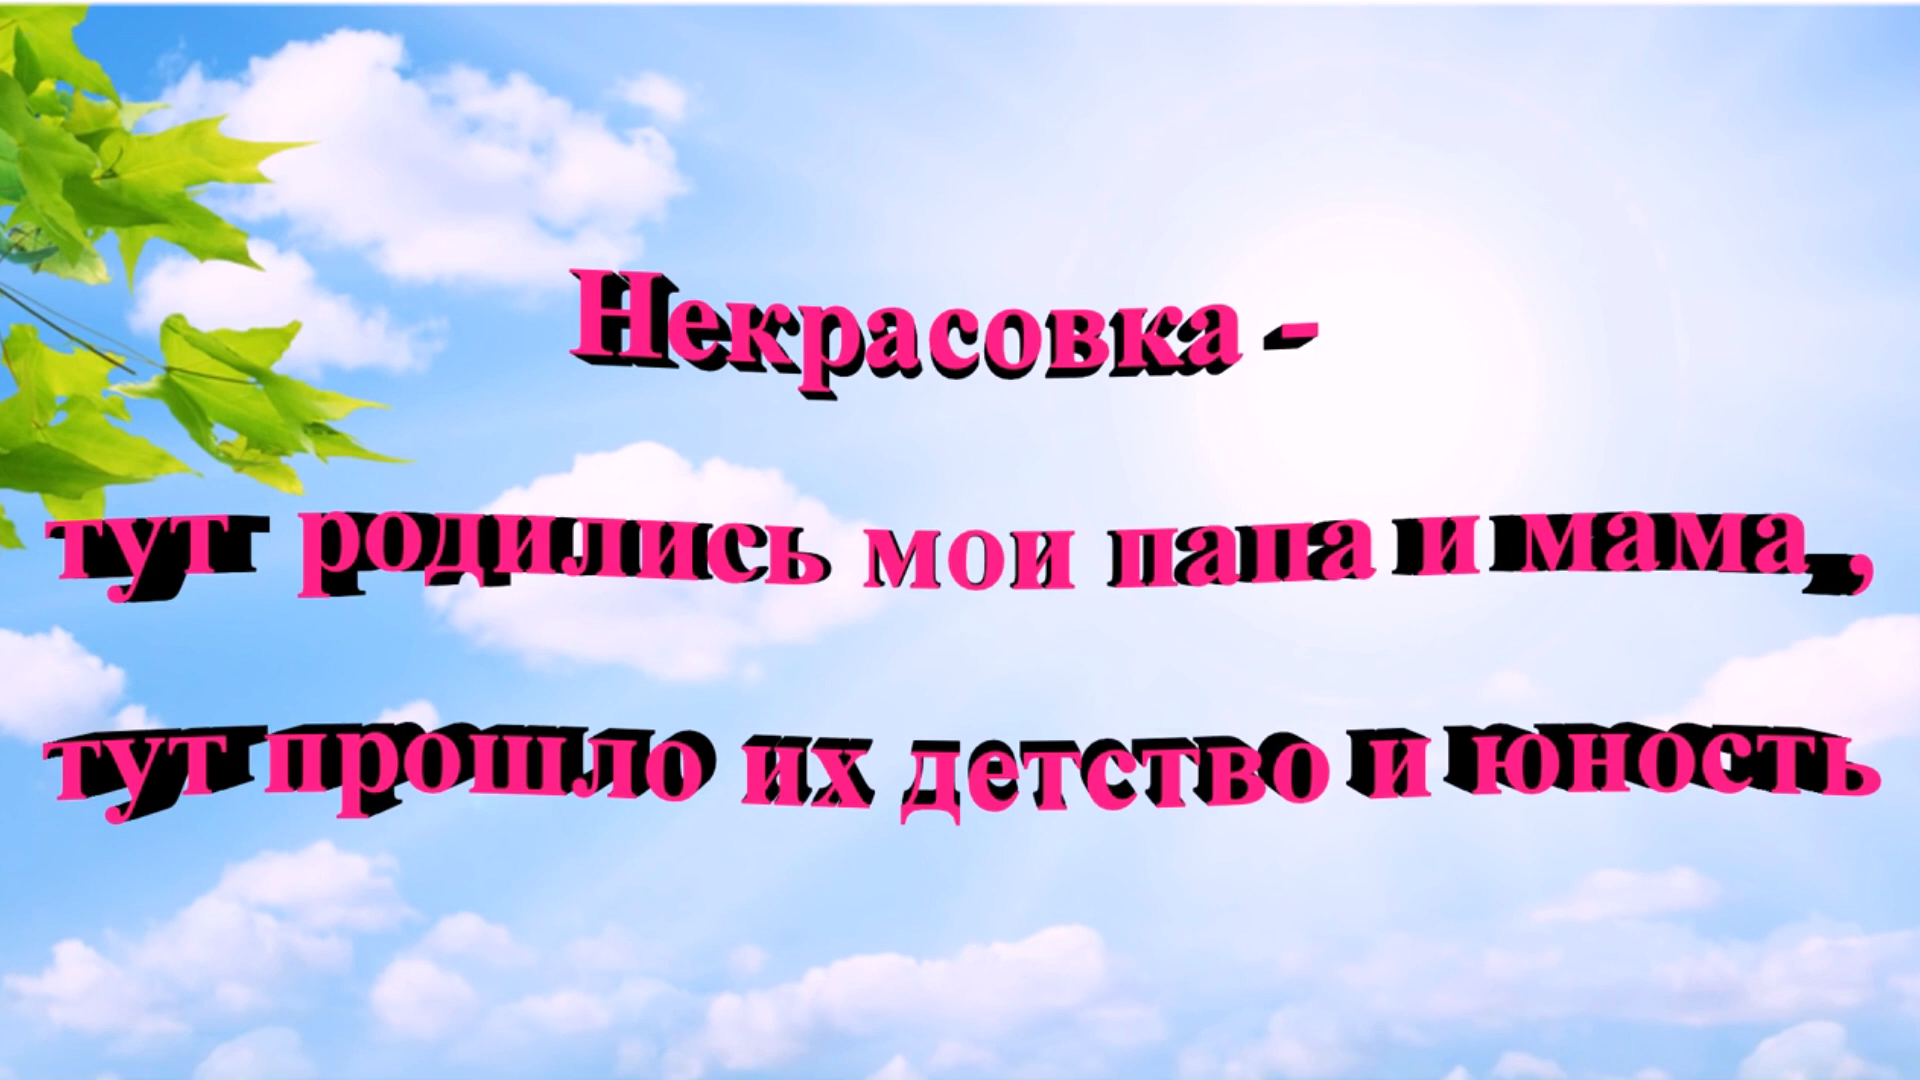 Некрасовка -
тут родились мои папа и мама ,
тут прошло их детство и юность